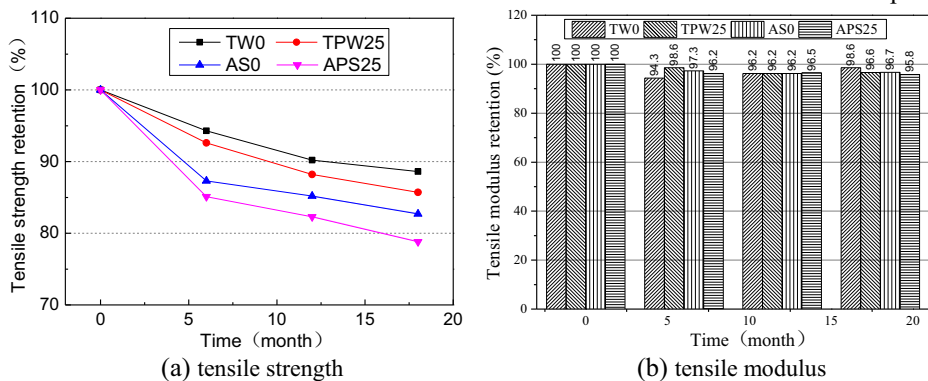 110
100
90
80
70
Tensile strength retention (%)
TW0
TPW25
AS0
APS25
0
5
10
15
20
Time（month）
(a) tensile strength
120
100
80
60
40
20
0
Tensile modulus retention (%)
TW0
TPW25
AS0
APS25
100
100
100
100
94.3
98.6
97.3
96.2
96.2
96.2
96.2
96.5
98.6
96.6
96.7
95.8
0
5
10
15
20
Time（month）
(b) tensile modulus